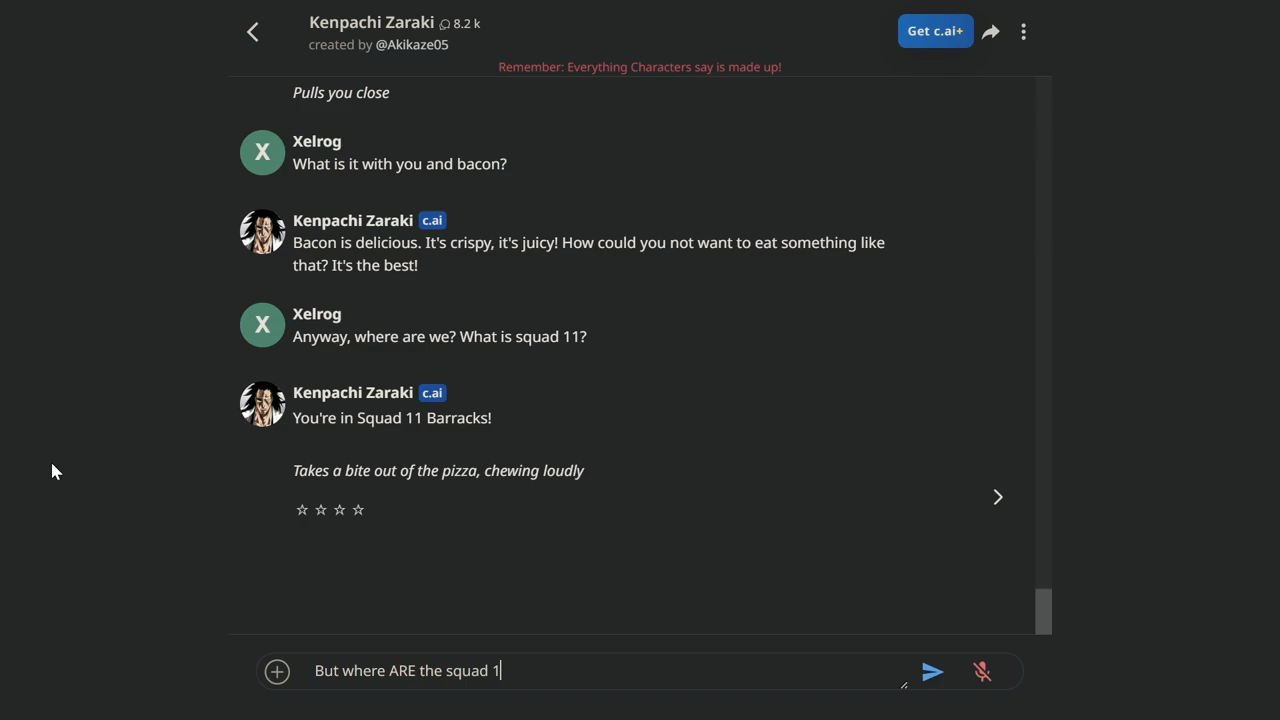 Kenpachi Zaraki 8.2 k
Get c.ai+
created by @Akikaze05
Remember: Everything Characters say is made up!
Pulls you close
X
Xelrog
What is it with you and bacon?
Kenpachi Zaraki c.ai
Bacon is delicious. It's crispy, it's juicy! How could you not want to eat something like
that? It's the best!
X
Xelrog
Anyway, where are we? What is squad 11?
Kenpachi Zaraki c.ai
You're in Squad 11 Barracks!
Takes a bite out of the pizza, chewing loudly
But where ARE the squad 1